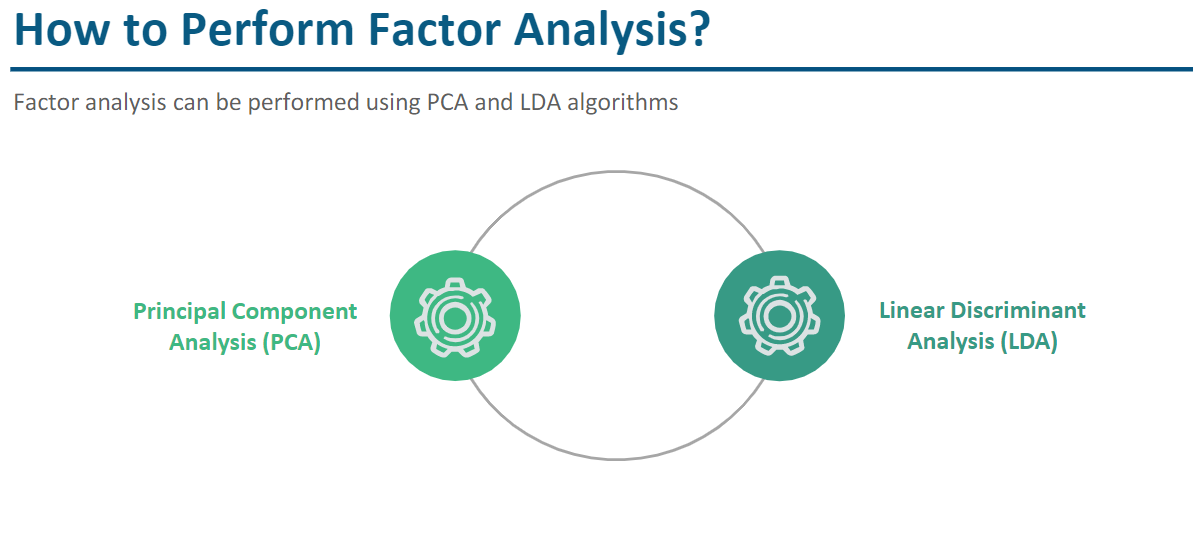 How to Perform Factor Analysis?
Factor analysis can be performed using PCA and LDA algorithms
Principal Component
Analysis (PCA)
Linear Discriminant
Analysis (LDA)